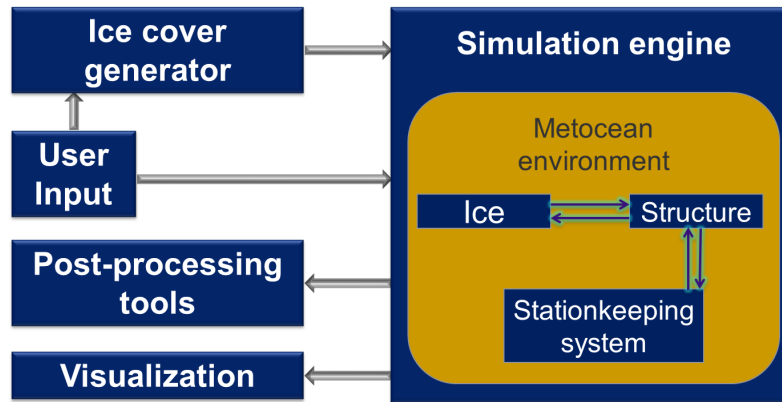 Ice cover
generator
User
Input
Post-processing
tools
Visualization
Simulation engine
Metocean
environment
Ice
Structure
Stationkeeping
system